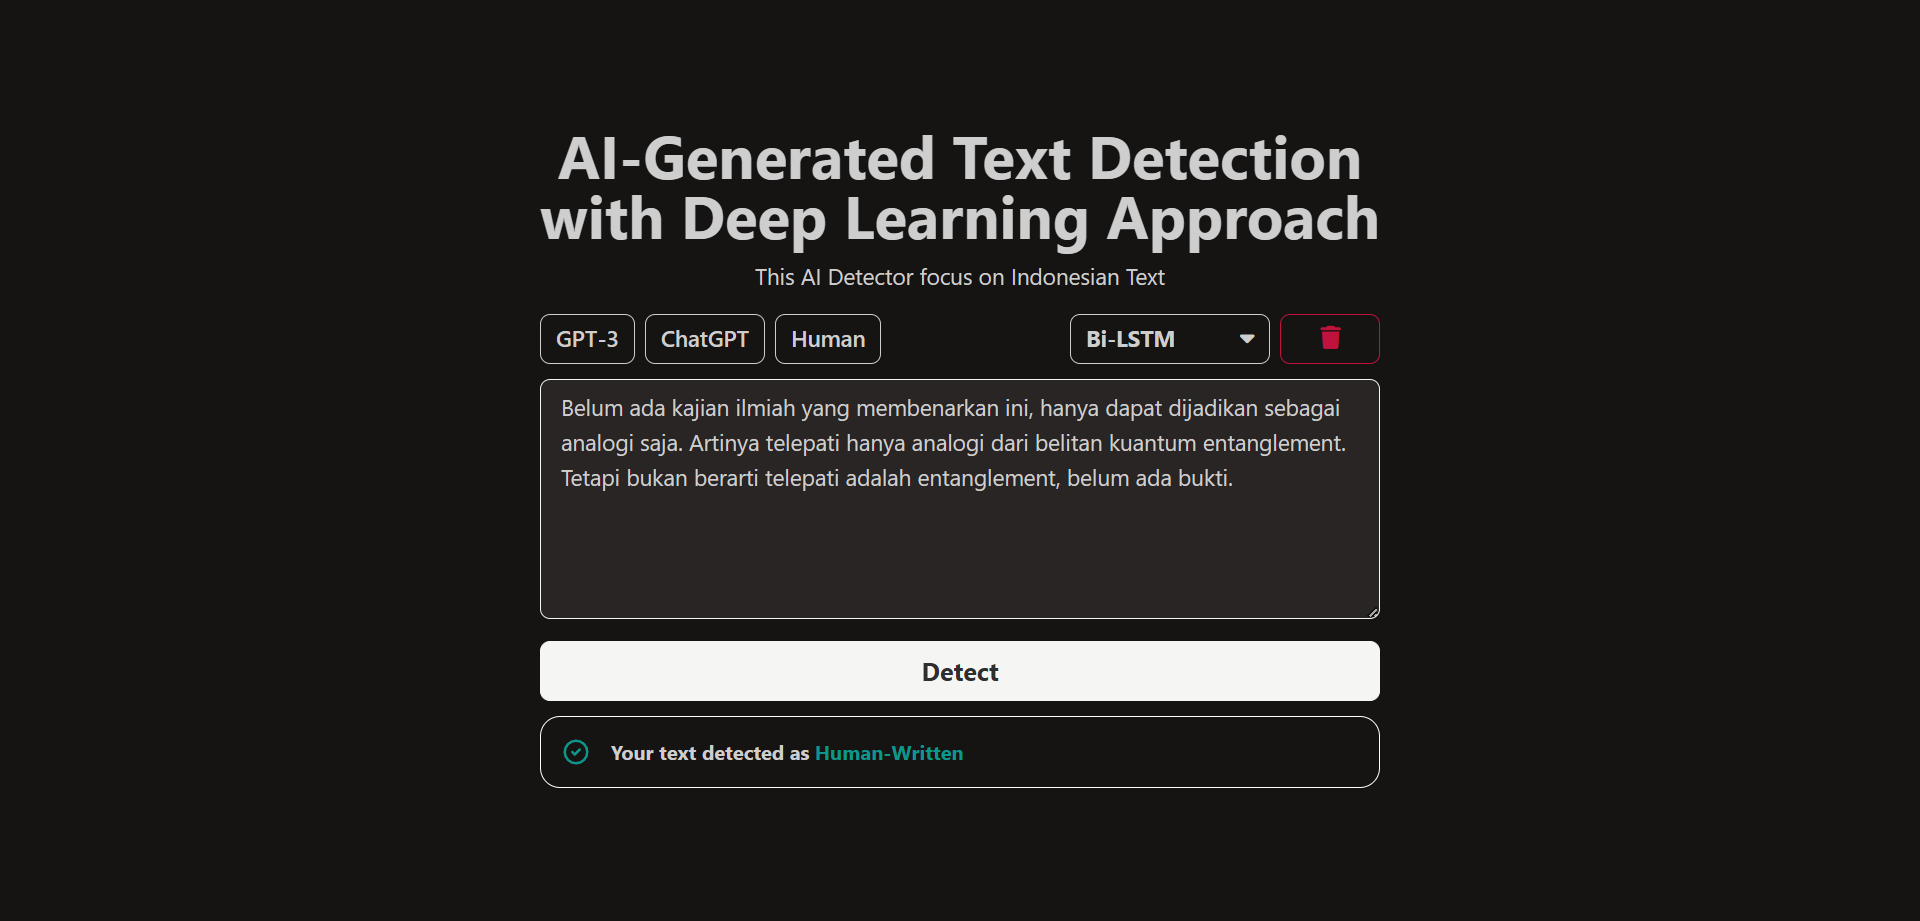 AI-Generated Text Detection
with Deep Learning Approach
This AI Detector focus on Indonesian Text
GPT-3
ChatGPT
Human
Bi-LSTM
Belum ada kajian ilmiah yang membenarkan ini, hanya dapat dijadikan sebagai
analogi saja. Artinya telepati hanya analogi dari belitan kuantum entanglement.
Tetapi bukan berarti telepati adalah entanglement, belum ada bukti.
Detect
Your text detected as Human-Written